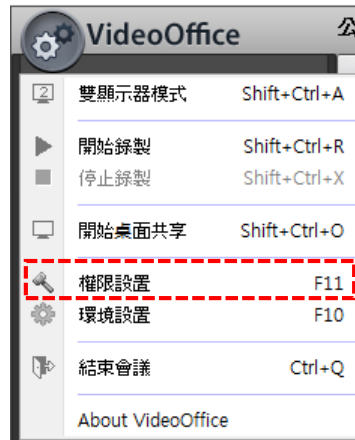 VideoOffice
2 雙顯示器模式 Shift+Ctrl+A
開始錄製 Shift+Ctrl+R
停止錄製 Shift+Ctrl+X
開始桌面共享 Shift+Ctrl+O
權限設置 F11
環境設置 F10
結束會議 Ctrl+Q
About VideoOffice